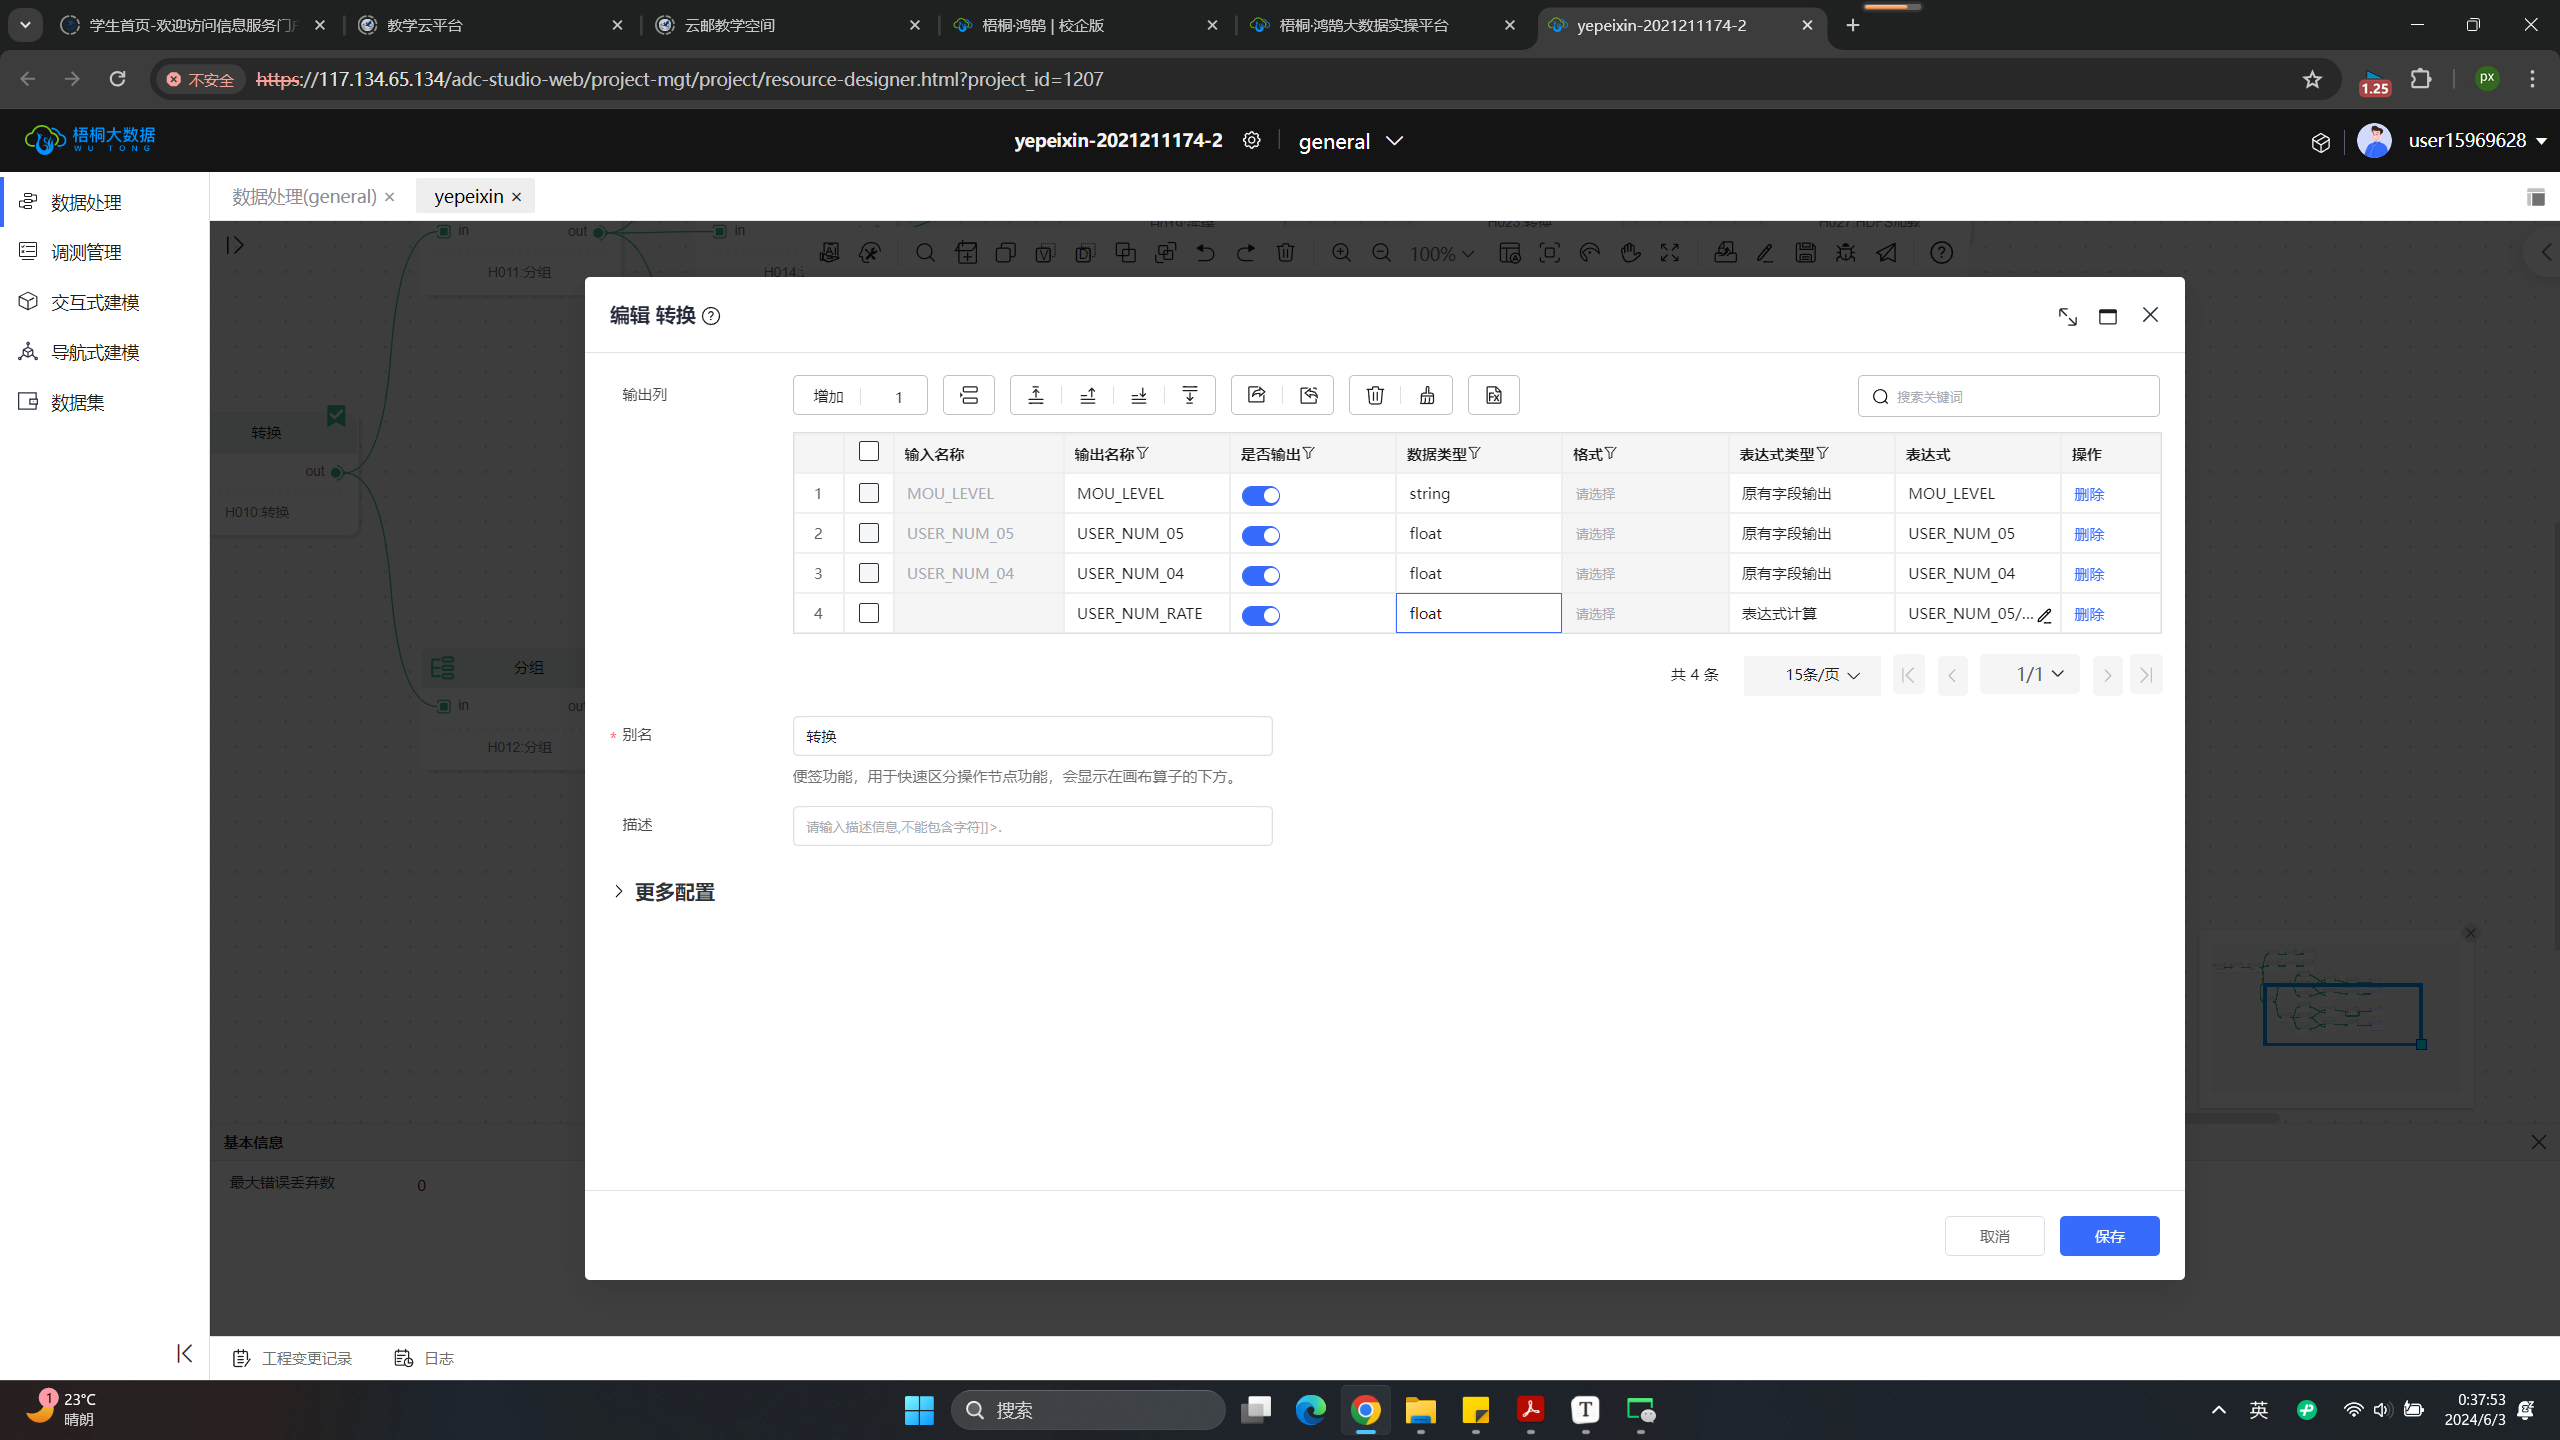 学生首页-欢迎访问信息服务门户
教学云平台
云邮教学空间
梧桐·鸿鹄 | 校企版
梧桐·鸿鹄大数据实操平台
yepeixin-2021211174-2
不安全
https://117.134.65.134/adc-studio-web/project-mgt/project/resource-designer.html?project_id=1207
1.25
px
梧桐大数据
WU TONG
yepeixin-2021211174-2
general
user15969628
数据处理
调测管理
交互式建模
导航式建模
数据集
数据处理(general)
yepeixin
in
out
in
H011:分组
100%
转换
out
H010:转换
分组
in
H012:分组
编辑 转换
输出列
增加 1
搜索关键词
输入名称 输出名称 是否输出 数据类型 格式 表达式类型 表达式 操作
1 MOU_LEVEL MOU_LEVEL string 请选择 原有字段输出 MOU_LEVEL 删除
2 USER_NUM_05 USER_NUM_05 float 请选择 原有字段输出 USER_NUM_05 删除
3 USER_NUM_04 USER_NUM_04 float 请选择 原有字段输出 USER_NUM_04 删除
4 USER_NUM_RATE float 请选择 表达式计算 USER_NUM_05/... 删除
共 4 条 15条/页 1/1
* 别名 转换
便签功能，用于快速区分操作节点功能，会显示在画布算子的下方。
描述 请输入描述信息,不能包含字符]]>.
更多配置
取消 保存
基本信息
最大错误丢弃数 0
工程变更记录 日志
1
23°C
晴朗
搜索
英
0:37:53
2024/6/3